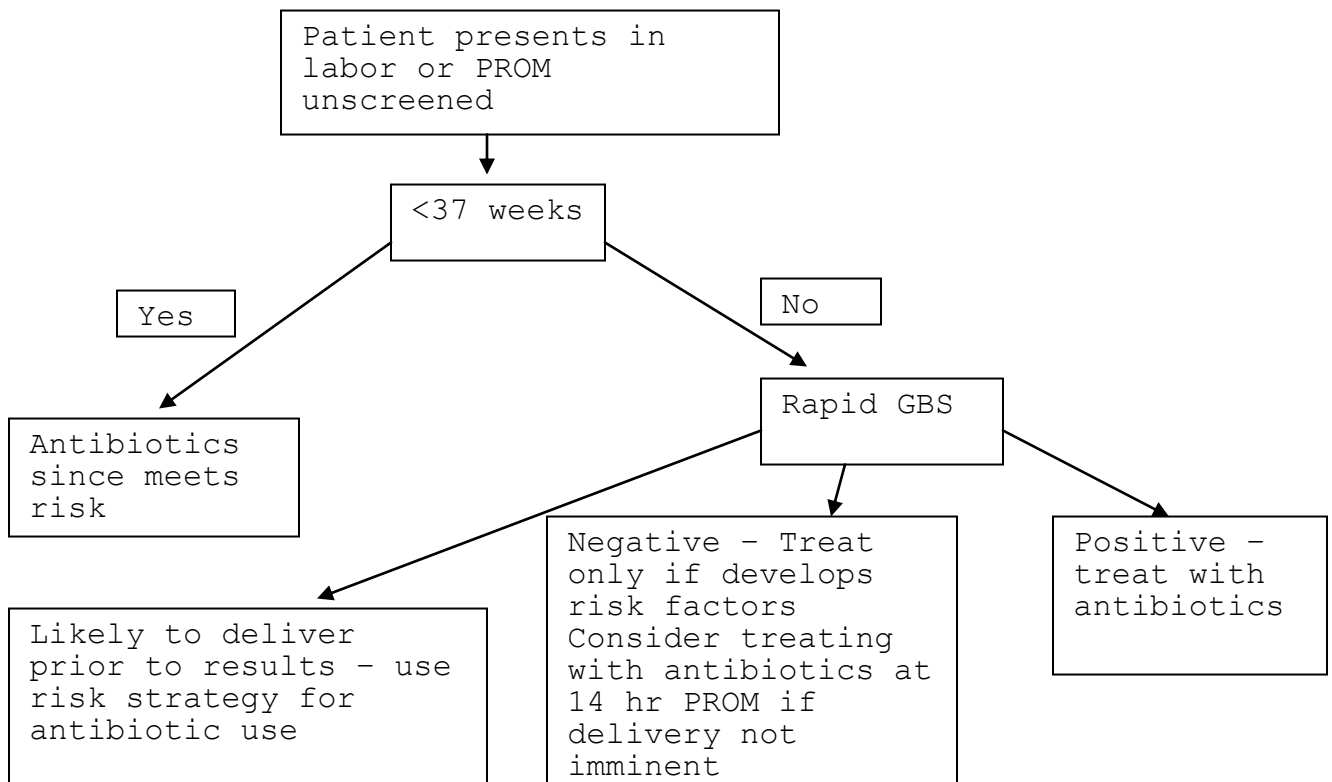 Patient presents in
labor or PROM
unscreened
<37 weeks
Yes
No
Rapid GBS
Antibiotics
since meets
risk
Likely to deliver
prior to results – use
risk strategy for
antibiotic use
Negative – Treat
only if develops
risk factors
Consider treating
with antibiotics at
14 hr PROM if
delivery not
imminent
Positive –
treat with
antibiotics